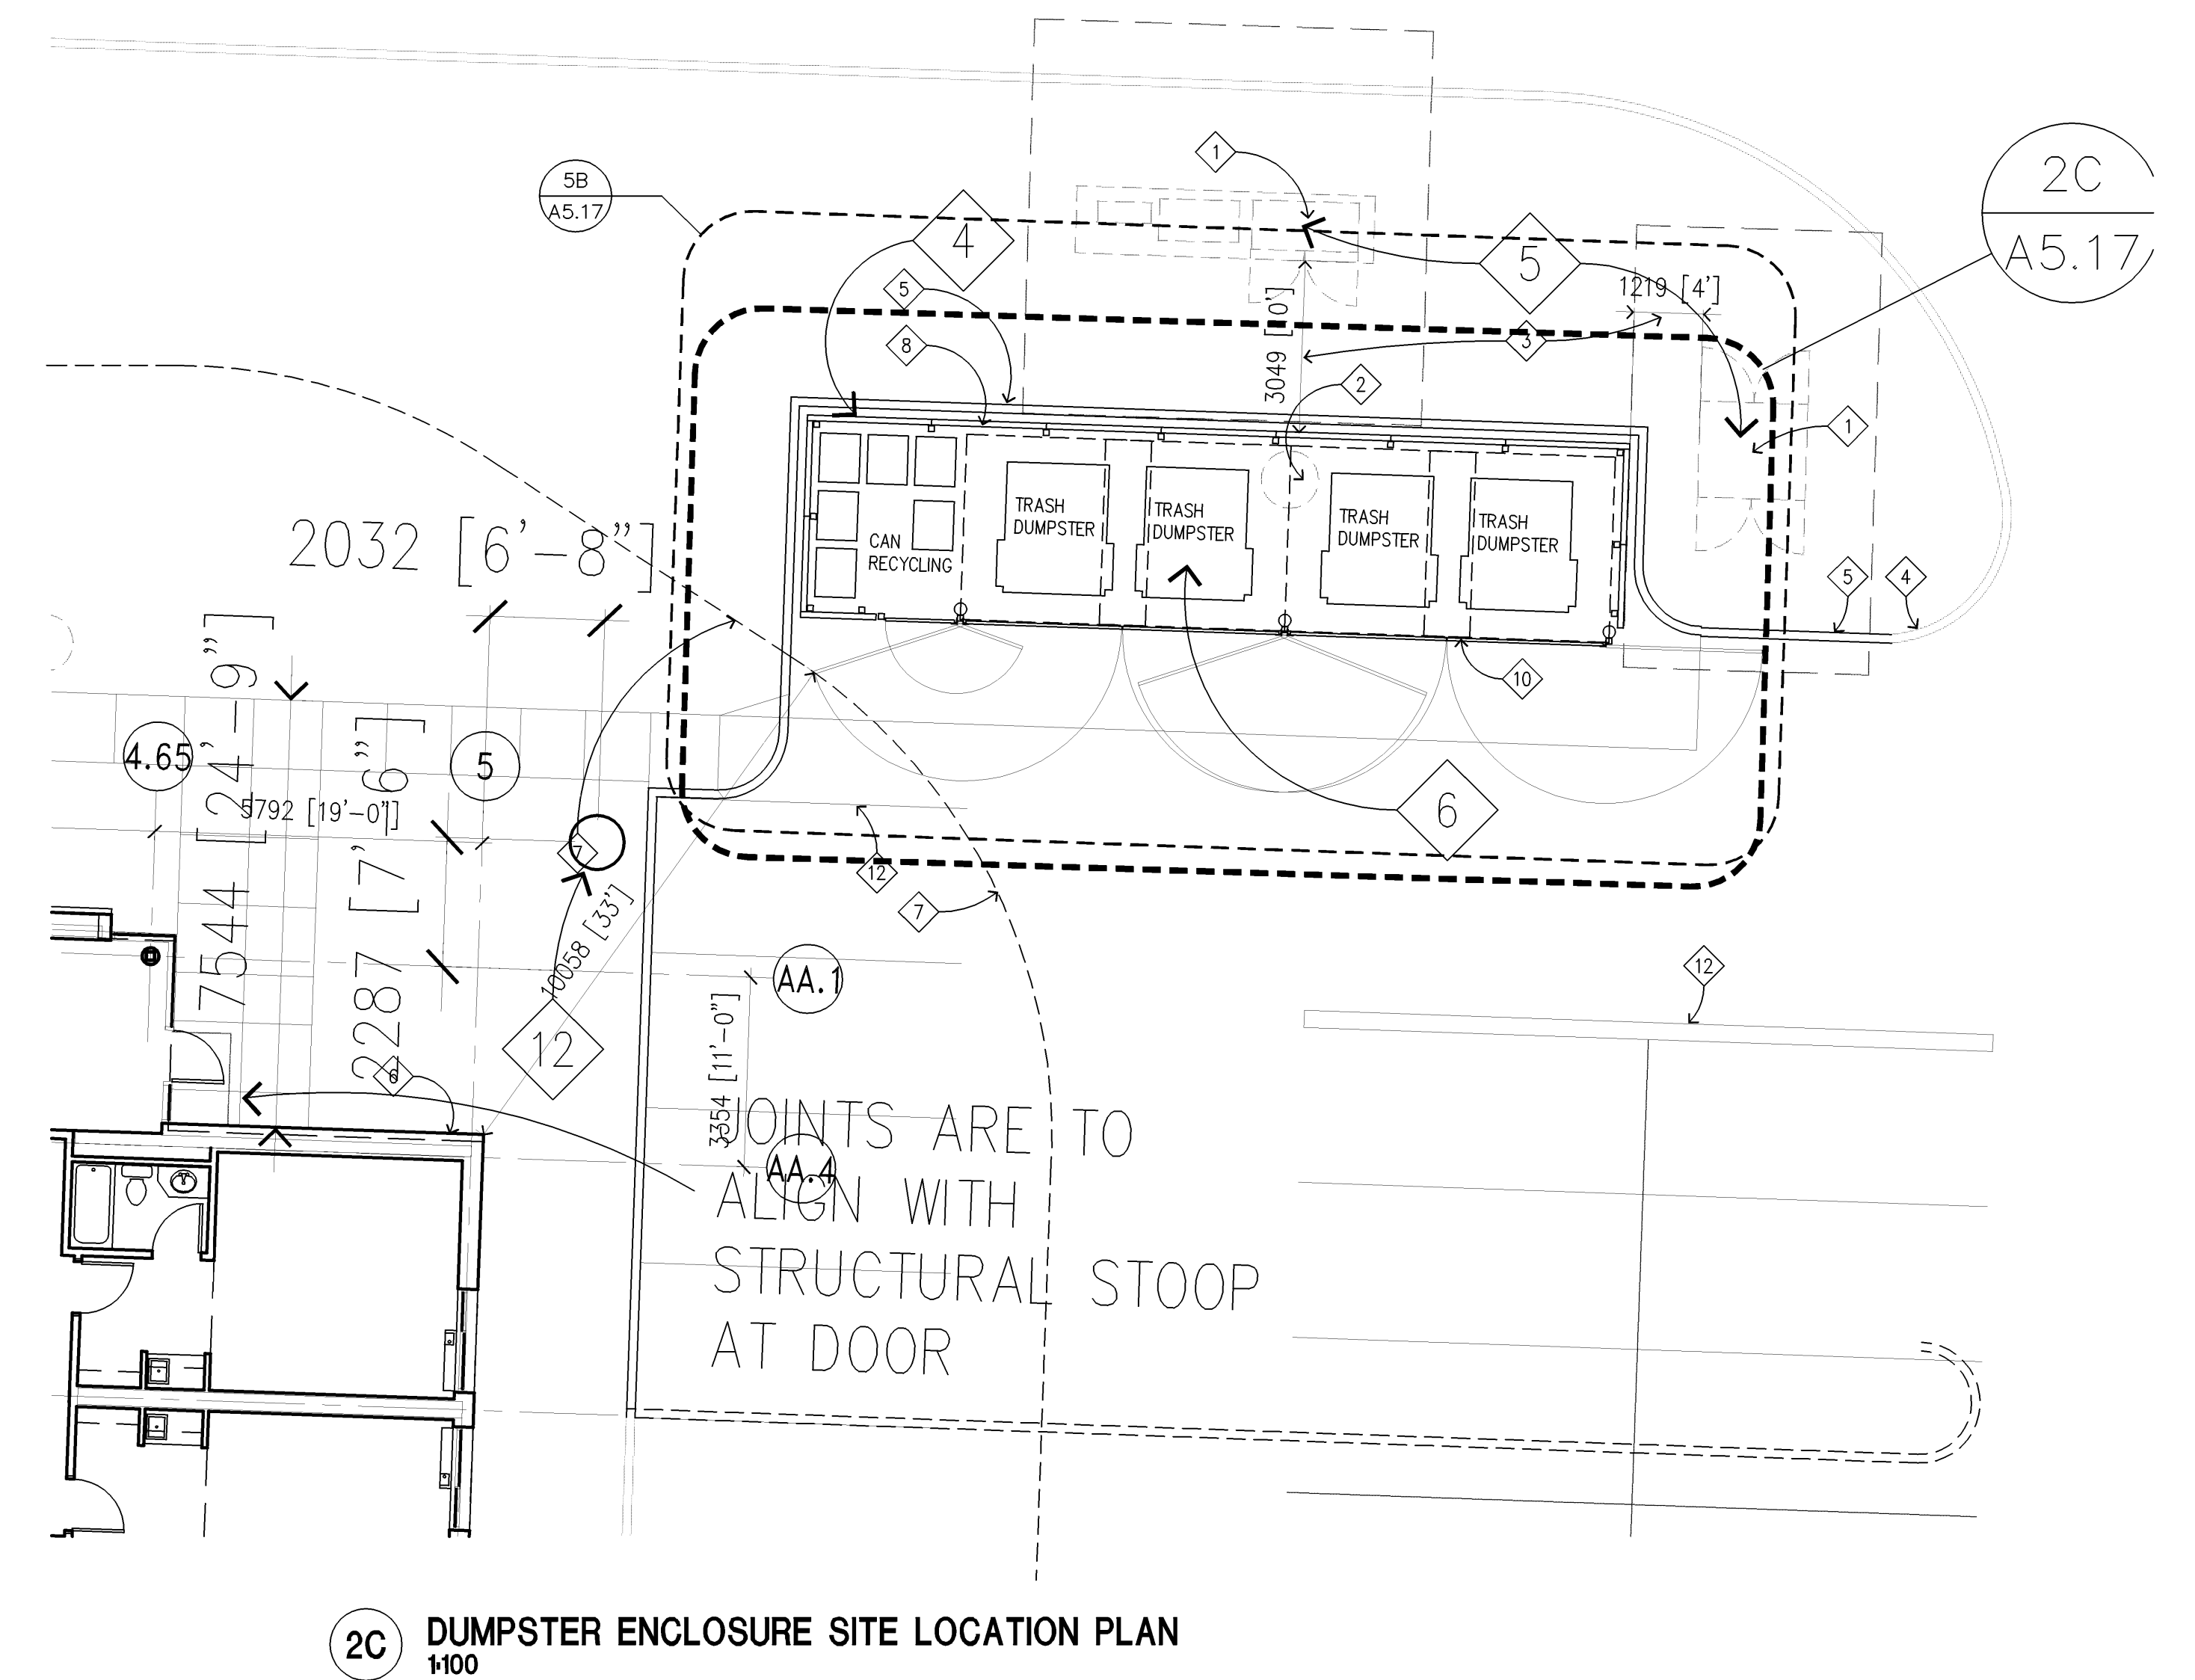 1
2C
A5.17
5B
A5.17
4
5
5
1219 [4']
8
3
3049 [10']
2
1
TRASH
DUMPSTER
TRASH
DUMPSTER
TRASH
DUMPSTER
TRASH
DUMPSTER
CAN
RECYCLING
2032 [6'-8"]
5
4
10
7544 [24'-9"]
2287 [7' 6"]
4.65
5
5792 [19'-0"]
6
7
12
7
10058 [33']
AA.1
12
12
3354 [11'-0"]
8
JOINTS ARE TO
ALIGN WITH
STRUCTURAL STOOP
AT DOOR
AA.4
2C
DUMPSTER ENCLOSURE SITE LOCATION PLAN
1:100